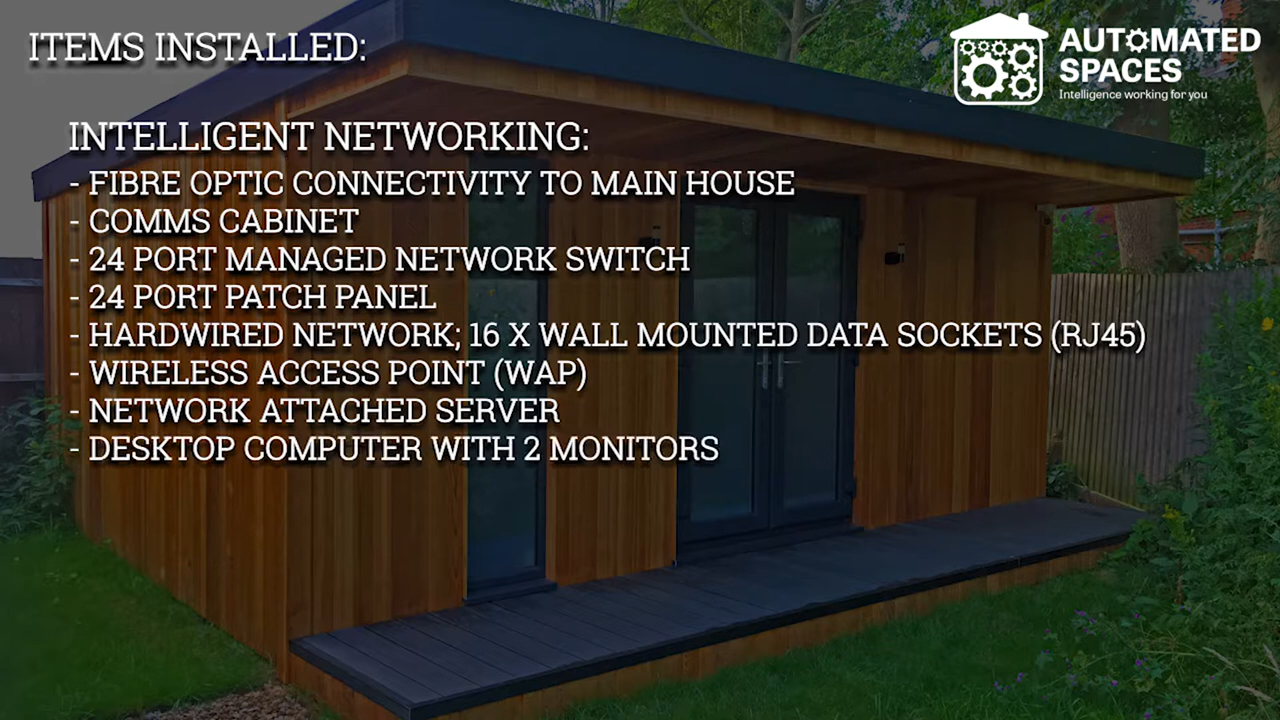 ITEMS INSTALLED:
AUTOMATED
SPACES
Intelligence working for you
INTELLIGENT NETWORKING:
- FIBRE OPTIC CONNECTIVITY TO MAIN HOUSE
- COMMS CABINET
- 24 PORT MANAGED NETWORK SWITCH
- 24 PORT PATCH PANEL
- HARDWIRED NETWORK; 16 X WALL MOUNTED DATA SOCKETS (RJ45)
- WIRELESS ACCESS POINT (WAP)
- NETWORK ATTACHED SERVER
- DESKTOP COMPUTER WITH 2 MONITORS